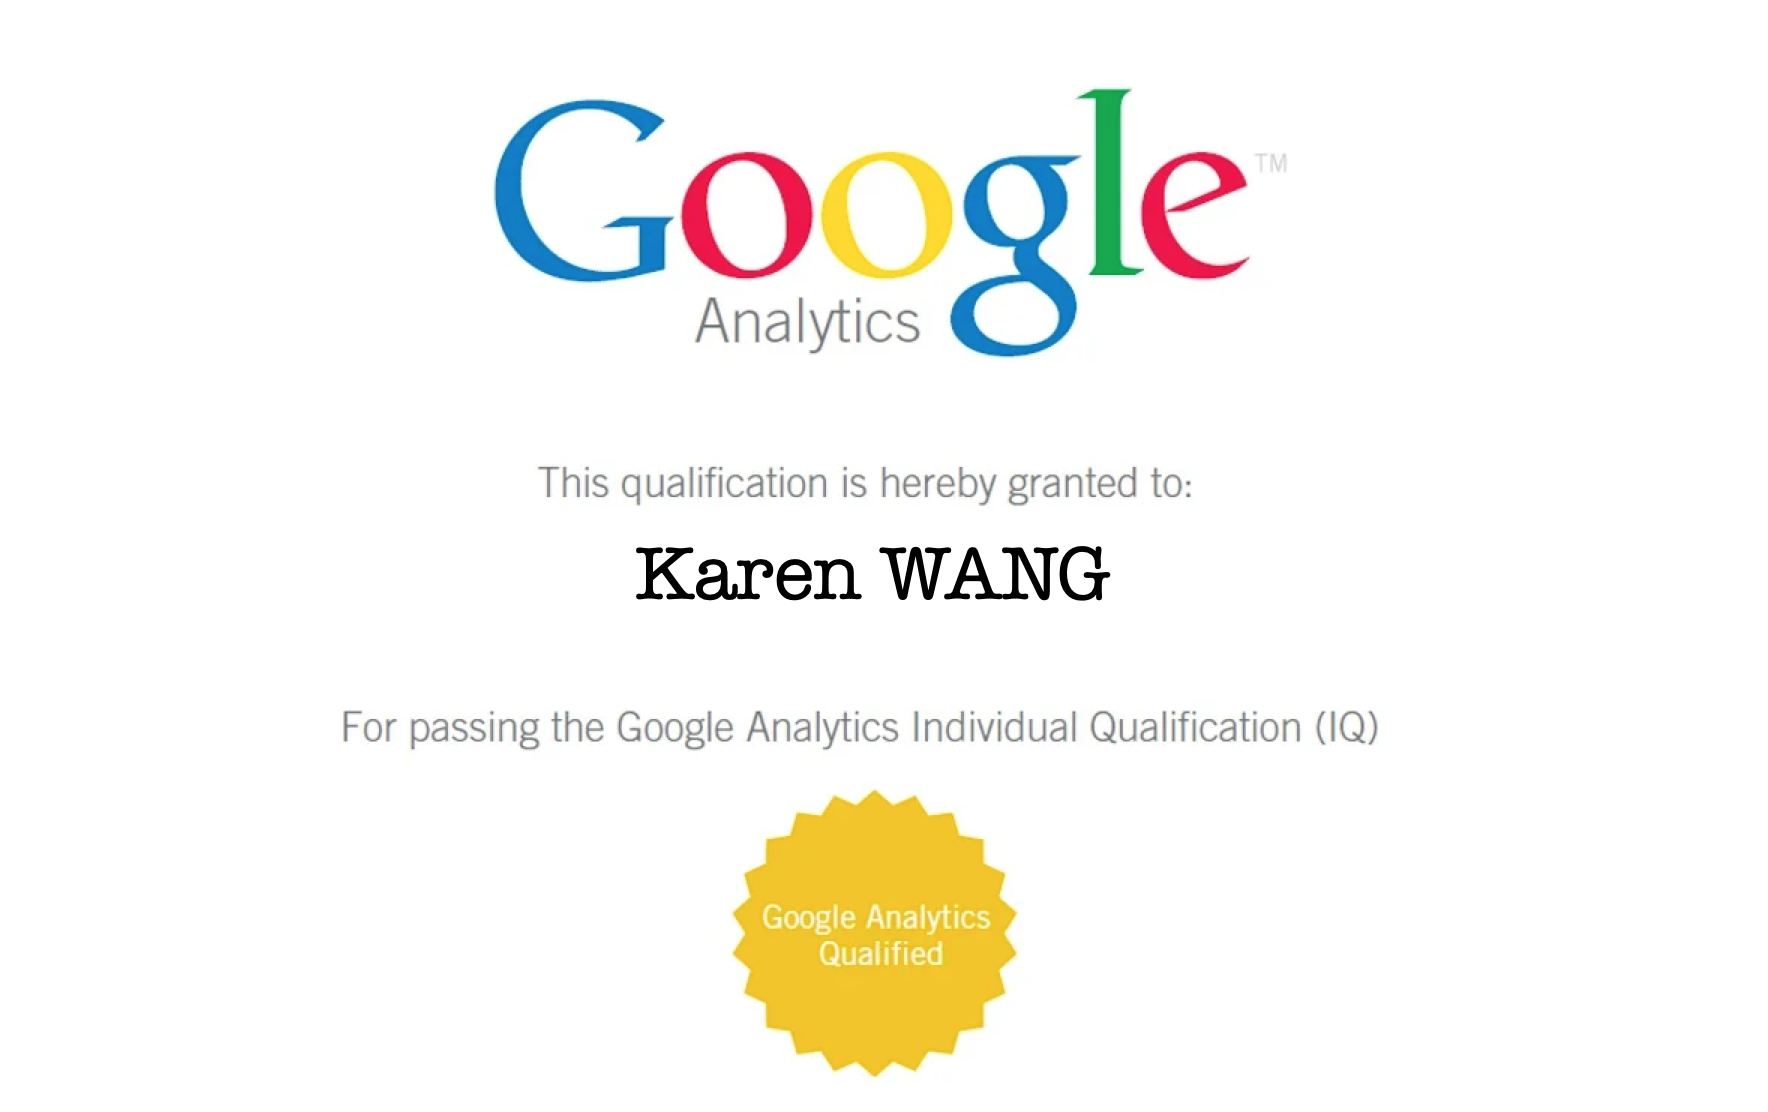 Google™
Analytics
This qualification is hereby granted to:
Karen WANG
For passing the Google Analytics Individual Qualification (IQ)
Google Analytics
Qualified